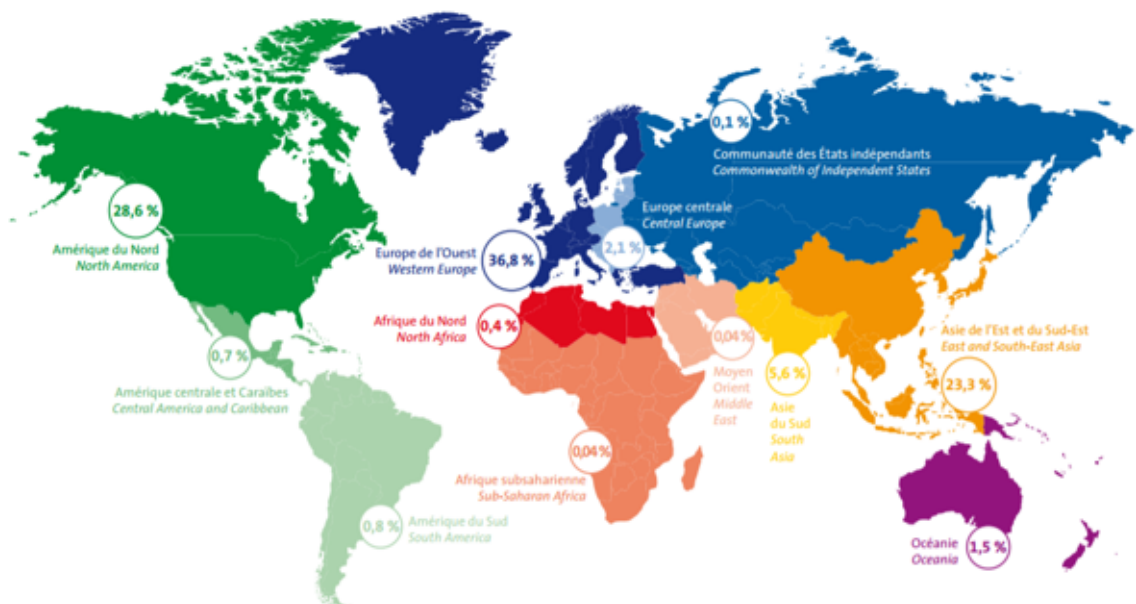 0,1 %
Communauté des États indépendants
Commonwealth of Independent States
28,6 %
Amérique du Nord
North America
Europe centrale
Central Europe
2,1 %
Europe de l'Ouest
Western Europe
36,8 %
Afrique du Nord
North Africa
0,4 %
0,7 %
Amérique centrale et Caraïbes
Central America and Caribbean
0,04 %
Moyen
Orient
Middle
East
5,6 %
Asie
du Sud
South
Asia
Asie de l'Est et du Sud-Est
East and South-East Asia
23,3 %
0,04 %
Afrique subsaharienne
Sub-Saharan Africa
0,8 %
Amérique du Sud
South America
Océanie
Oceania
1,5 %